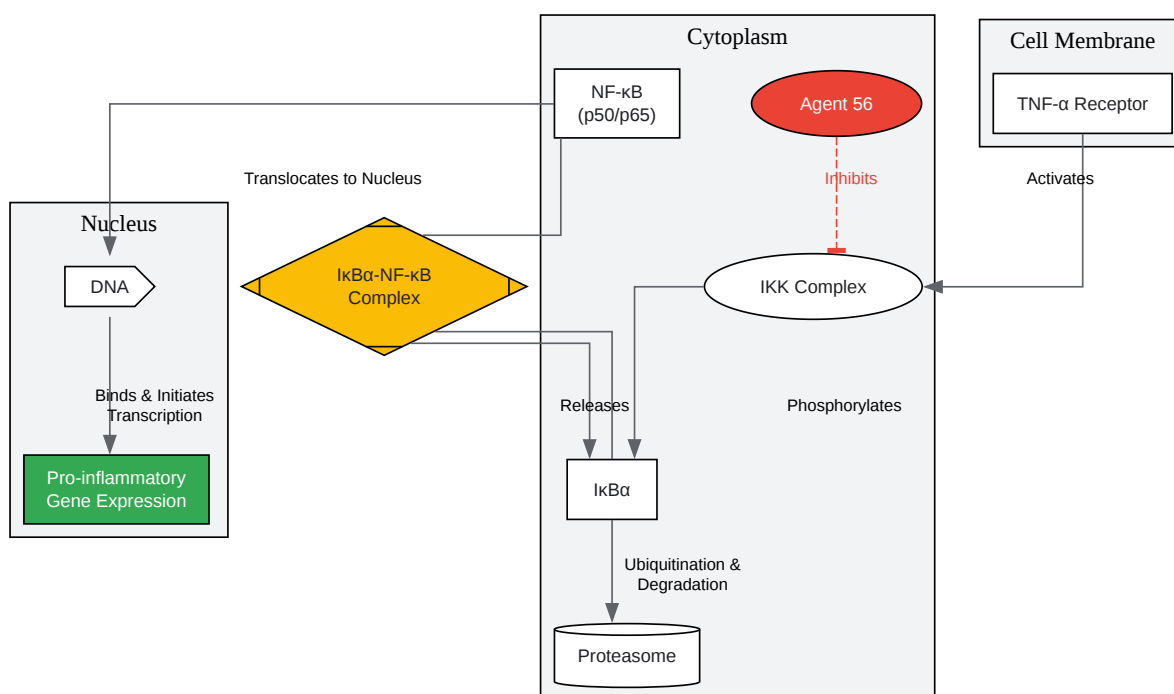 Cytoplasm
Cell Membrane
NF-κB
(p50/p65)
Agent 56
TNF-α Receptor
Translocates to Nucleus
Inhibits
Activates
Nucleus
DNA
IκBα-NF-κB
Complex
IKK Complex
Binds & Initiates
Transcription
Releases
Phosphorylates
Pro-inflammatory
Gene Expression
IκBα
Ubiquitination &
Degradation
Proteasome